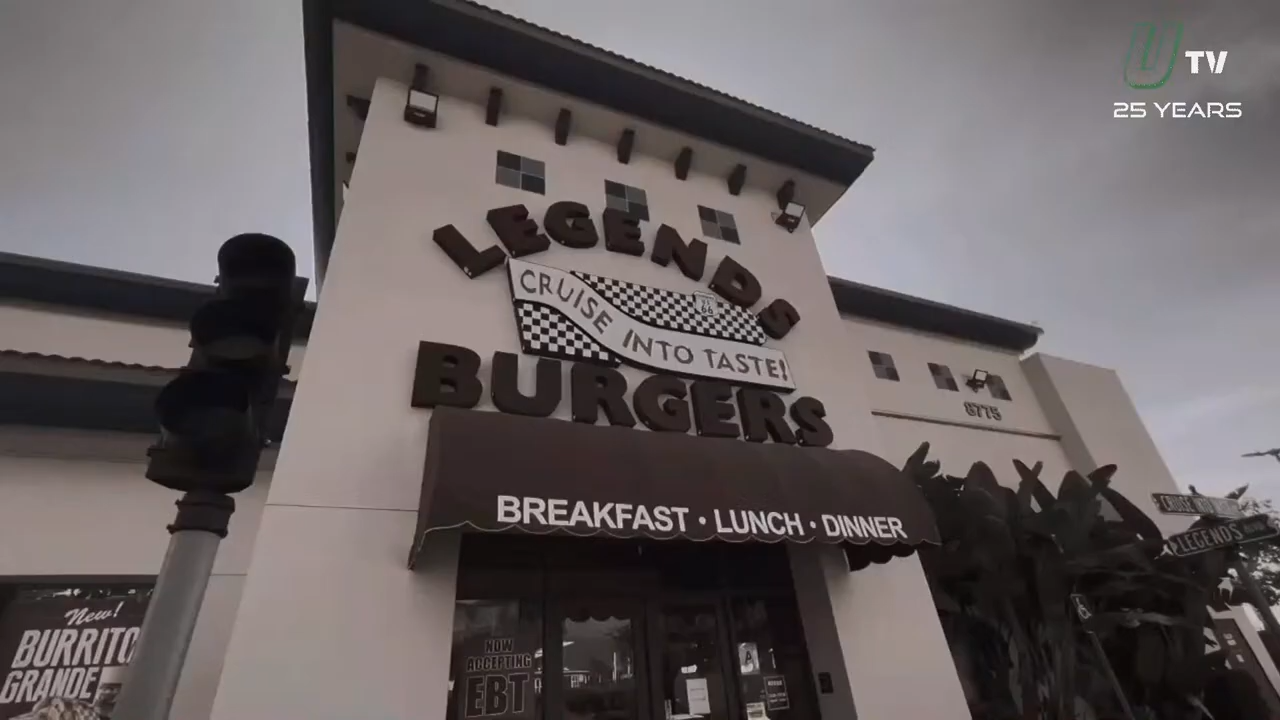 U TV
25 YEARS
LEGENDS
CRUISE INTO TASTE!
66
BURGERS
8775
BREAKFAST · LUNCH · DINNER
LEGENDS
New!
BURRITO
GRANDE
NOW
ACCEPTING
EBT
A